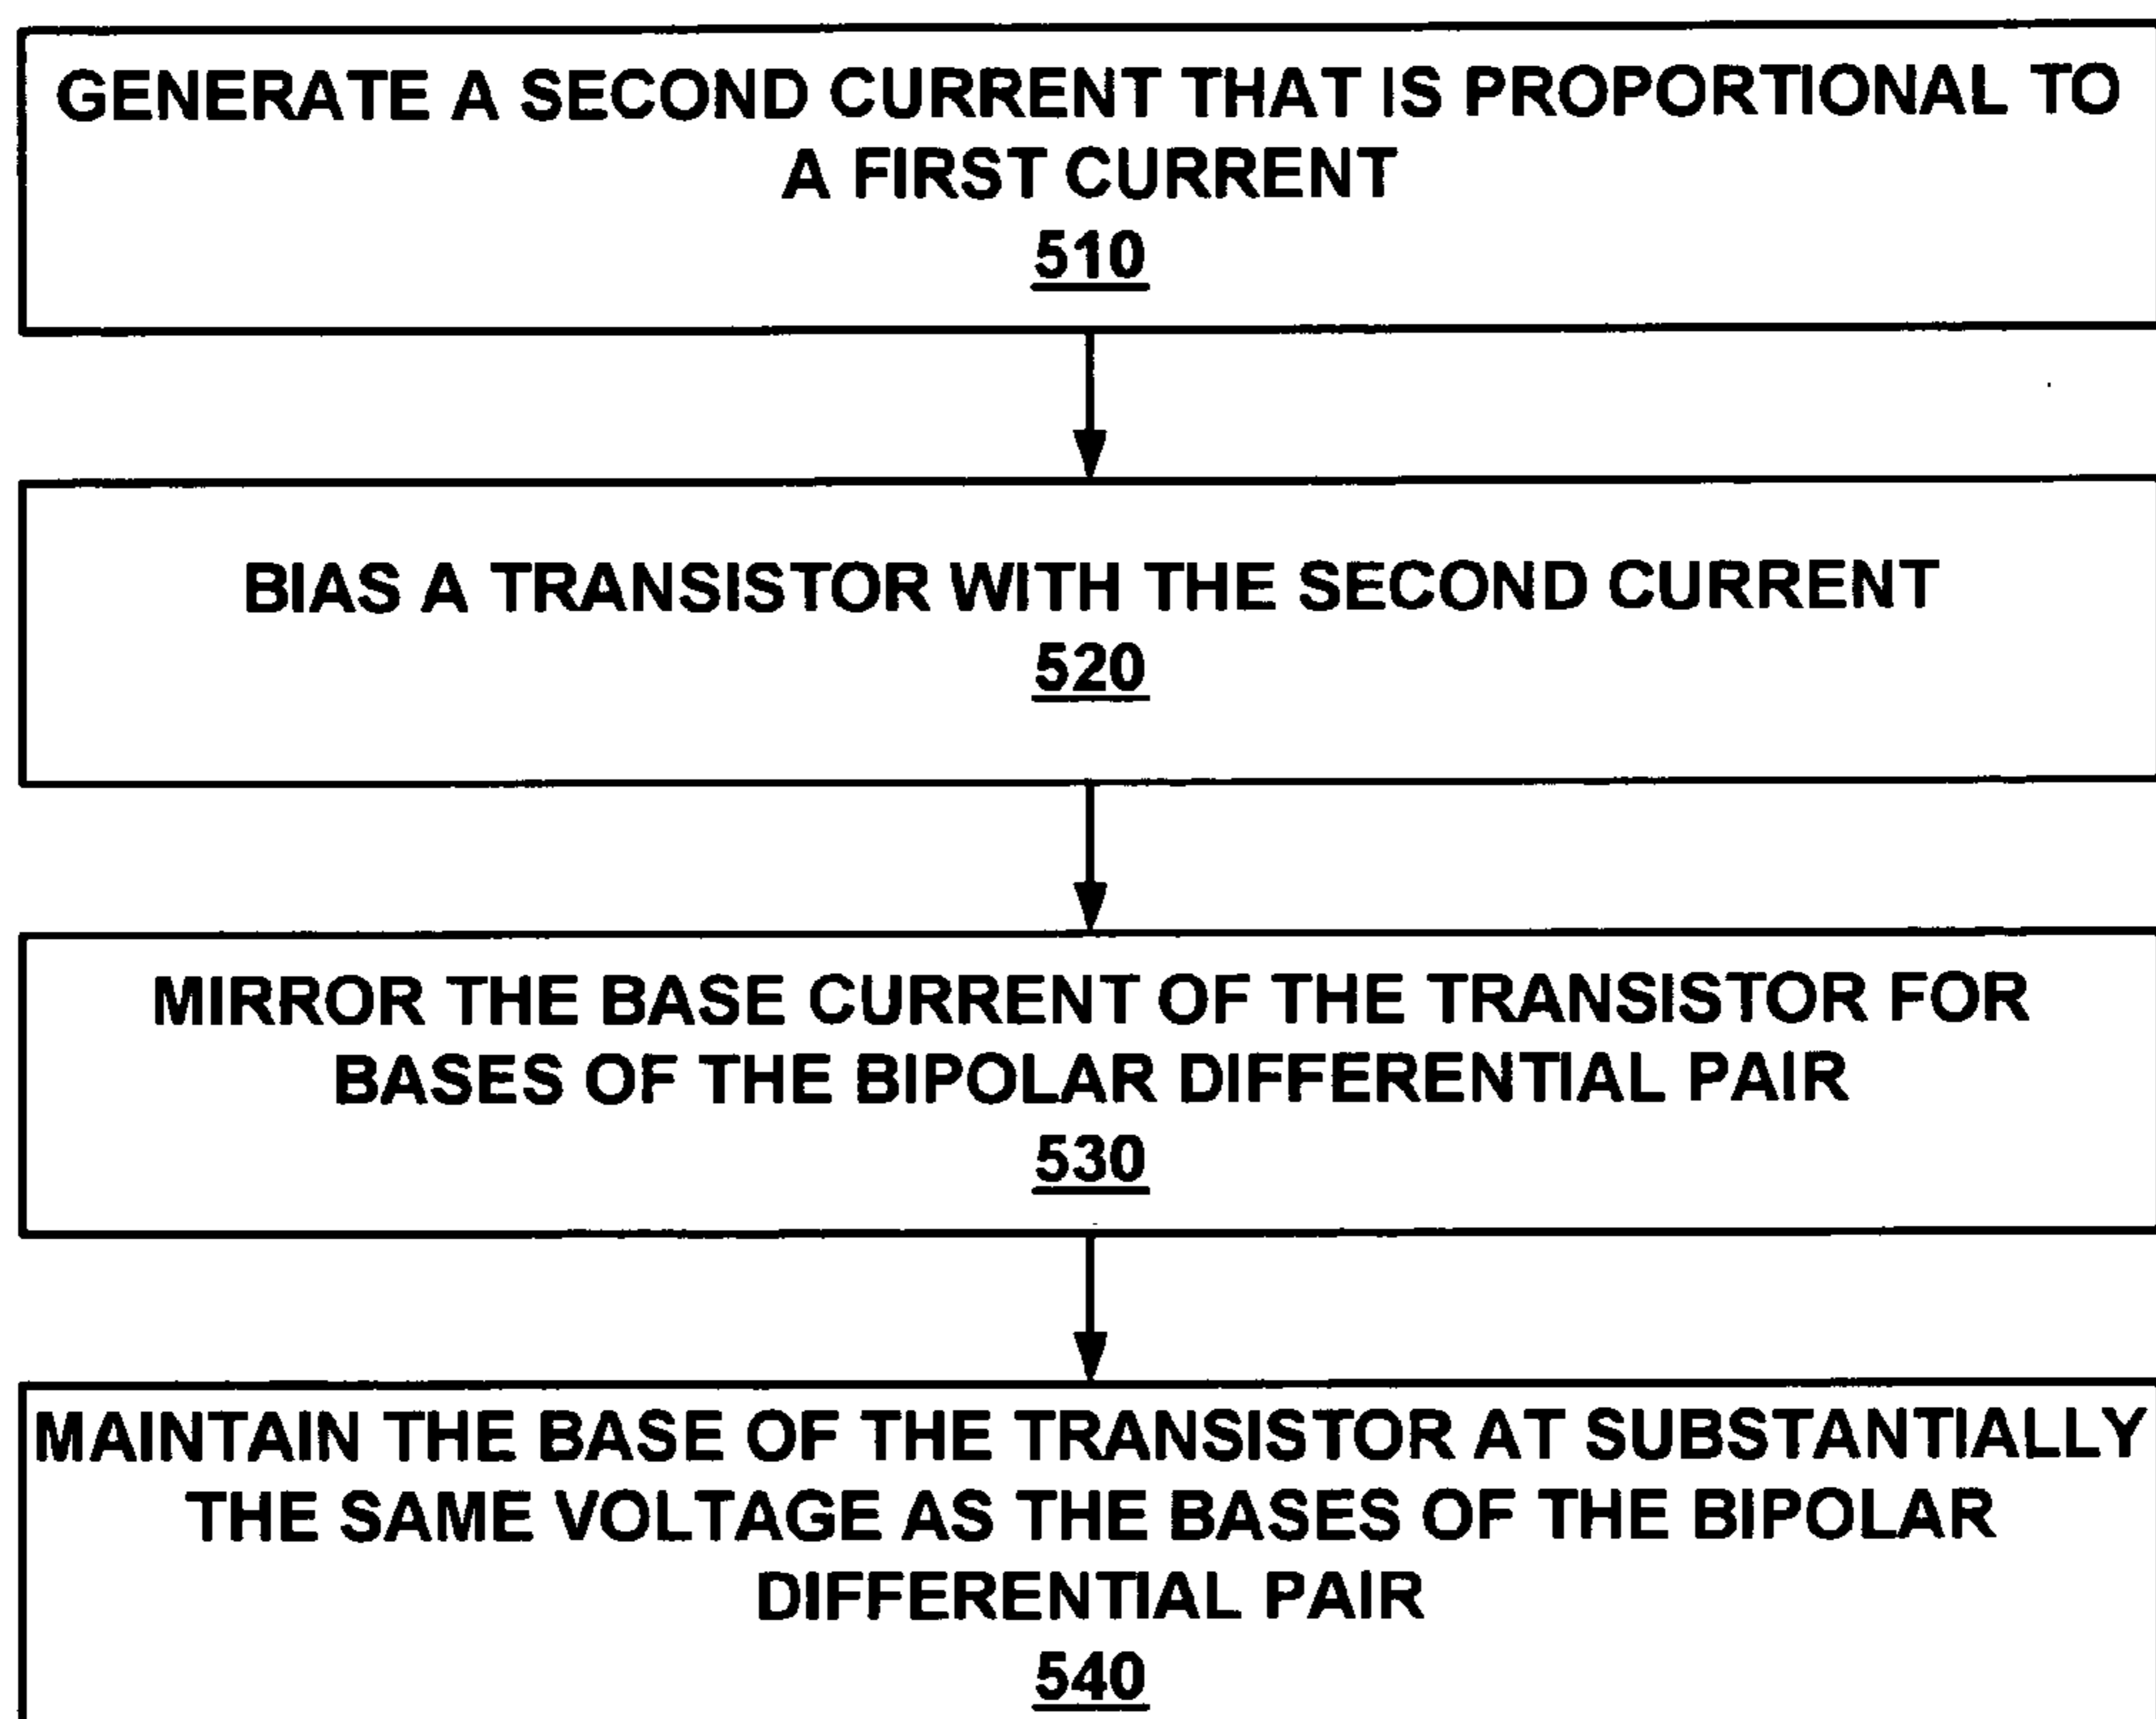 GENERATE A SECOND CURRENT THAT IS PROPORTIONAL TO
A FIRST CURRENT
510
BIAS A TRANSISTOR WITH THE SECOND CURRENT
520
MIRROR THE BASE CURRENT OF THE TRANSISTOR FOR
BASES OF THE BIPOLAR DIFFERENTIAL PAIR
530
MAINTAIN THE BASE OF THE TRANSISTOR AT SUBSTANTIALLY
THE SAME VOLTAGE AS THE BASES OF THE BIPOLAR
DIFFERENTIAL PAIR
540